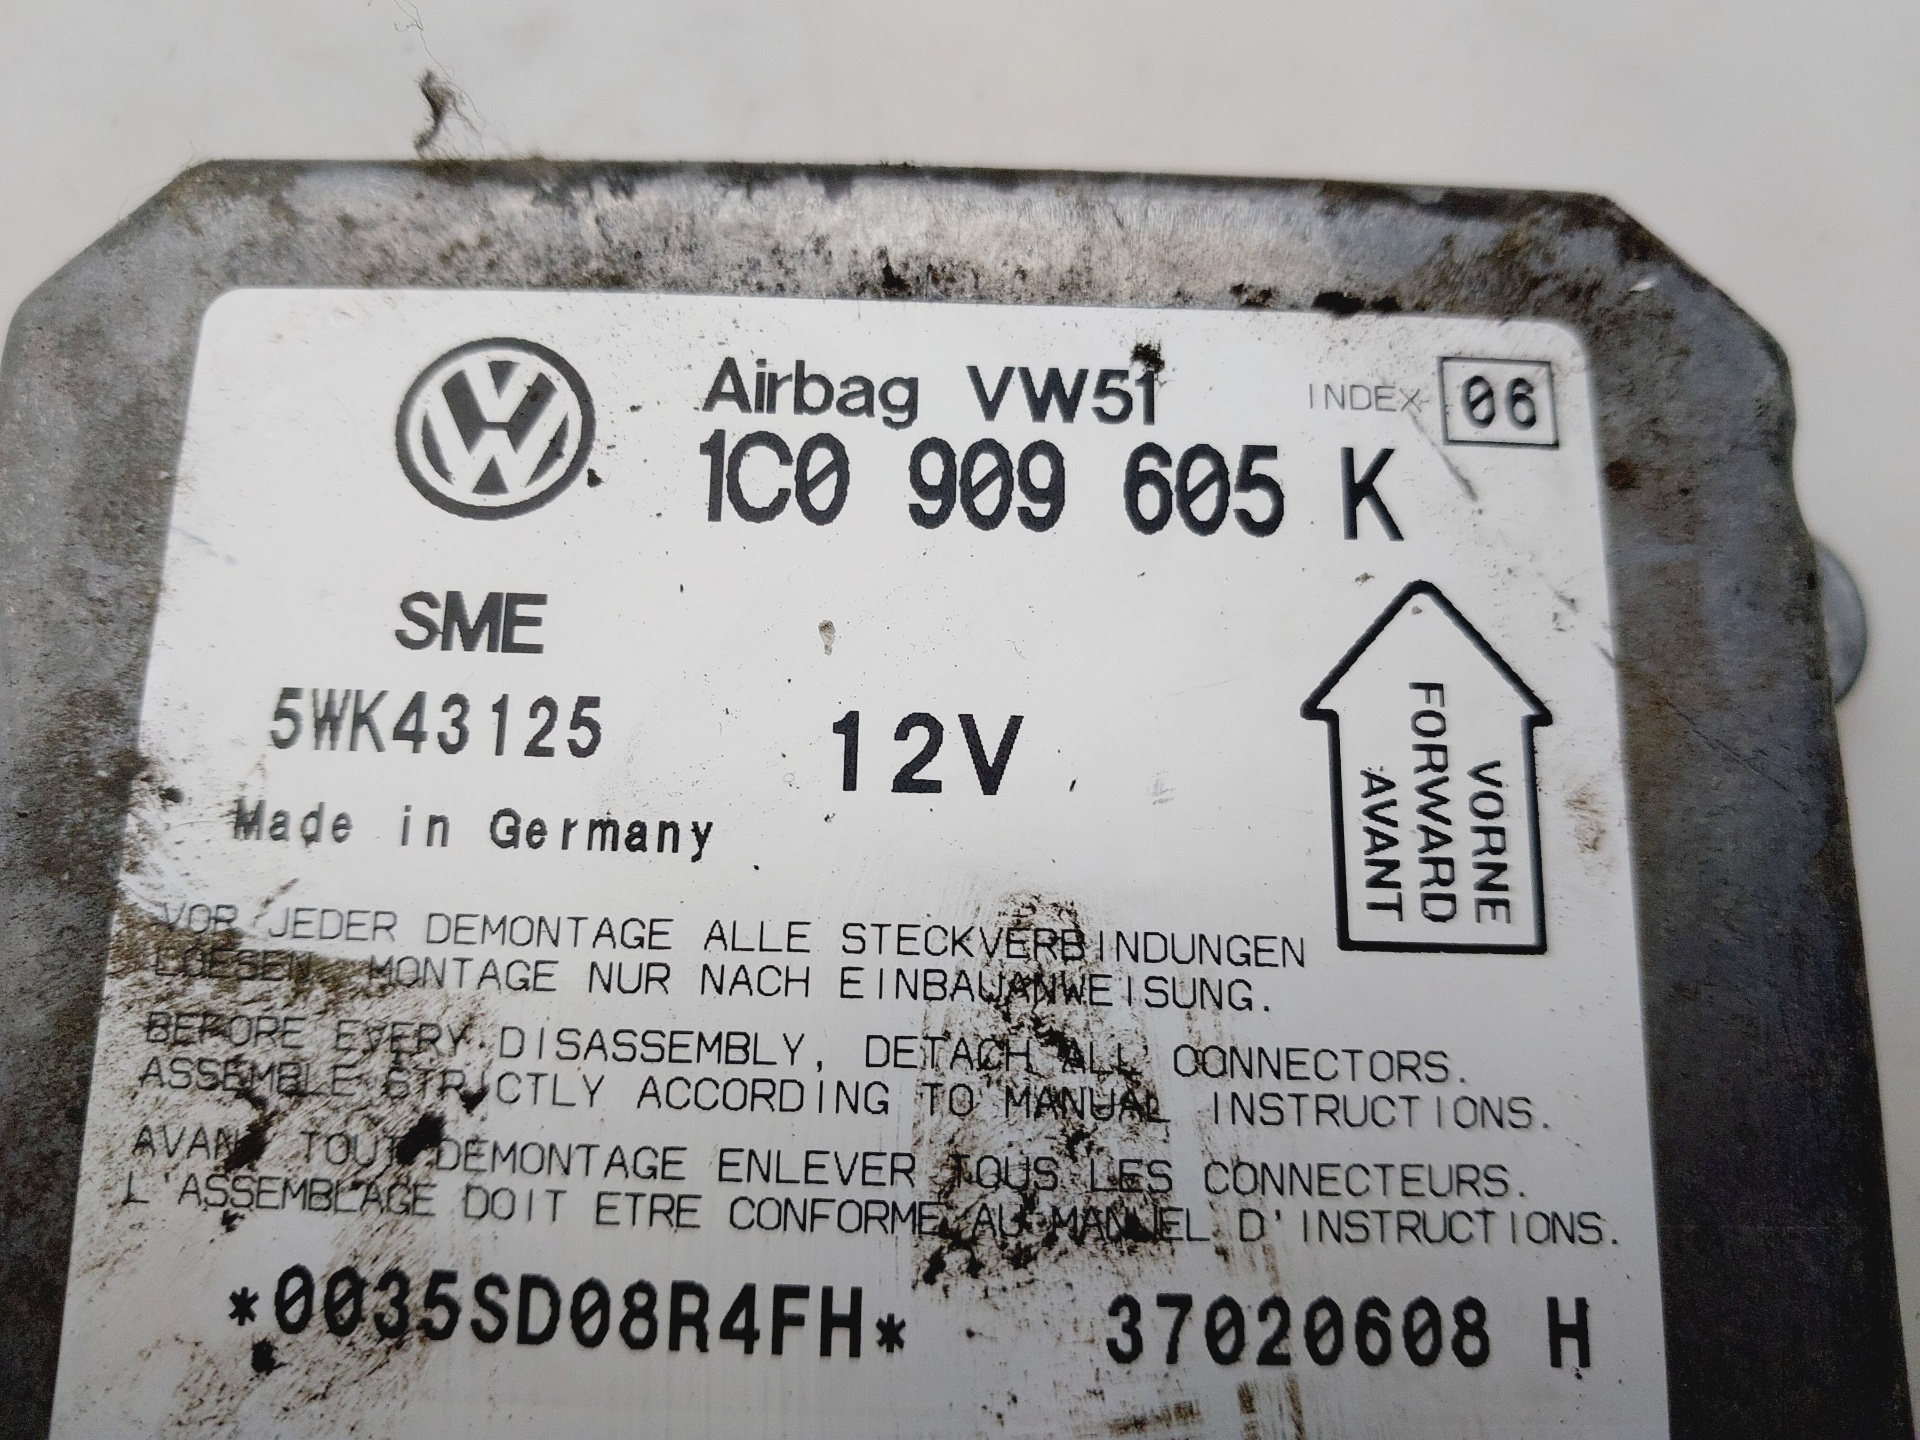 Airbag VW51
INDEX 06
1C0 909 605 K
SME
5WK43125
12V
Made in Germany
VORNE
FORWARD
AVANT
VOR JEDER DEMONTAGE ALLE STECKVERBINDUNGEN
LOESEN, MONTAGE NUR NACH EINBAUANWEISUNG.
BEFORE EVERY DISASSEMBLY, DETACH ALL CONNECTORS.
ASSEMBLE STRICTLY ACCORDING TO MANUAL INSTRUCTIONS.
AVANT TOUT DEMONTAGE ENLEVER TOUS LES CONNECTEURS.
L'ASSEMBLAGE DOIT ETRE CONFORME AU MANUEL D'INSTRUCTIONS.
*0035SD08R4FH* 37020608 H